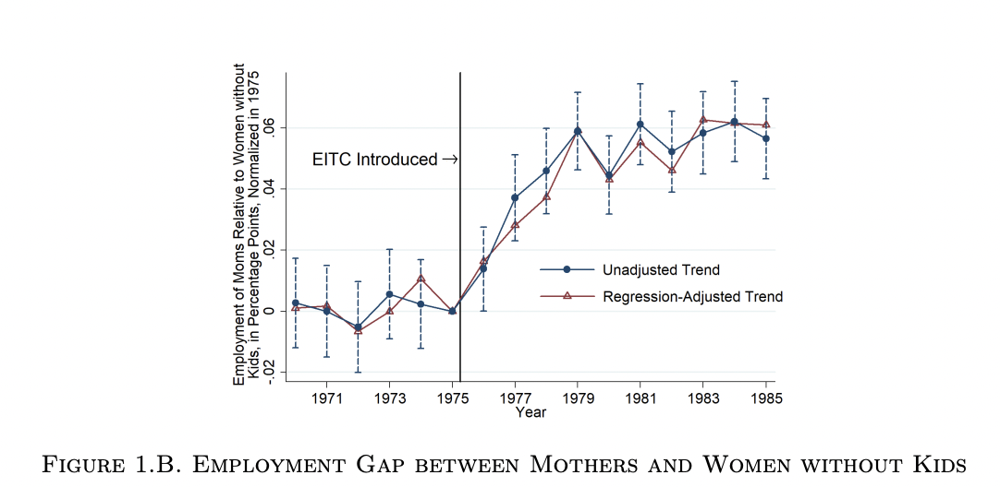 Employment of Moms Relative to Women without
Kids, in Percentage Points, Normalized in 1975
.06
.04
.02
0
-.02
EITC Introduced →
Unadjusted Trend
Regression-Adjusted Trend
1971 1973 1975 1977 1979 1981 1983 1985
Year
Figure 1.B. Employment Gap between Mothers and Women without Kids